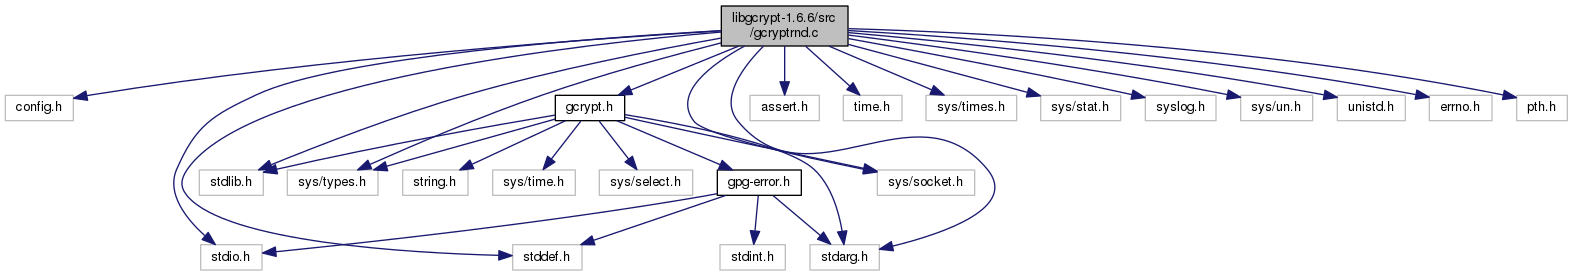 libgcrypt-1.6.6/src
/gcryptrnd.c
config.h
gcrypt.h
assert.h
time.h
sys/times.h
sys/stat.h
syslog.h
sys/un.h
unistd.h
errno.h
pth.h
stdlib.h
sys/types.h
string.h
sys/time.h
sys/select.h
gpg-error.h
sys/socket.h
stdio.h
stddef.h
stdint.h
stdarg.h